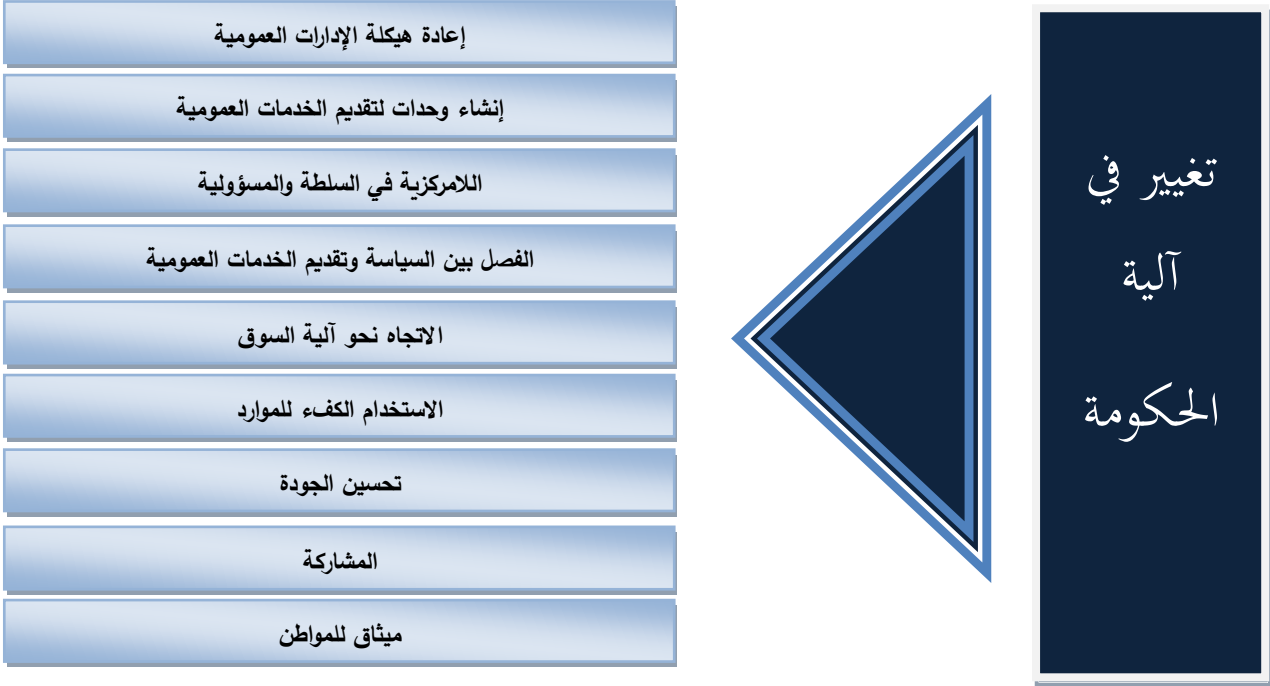 تغيير في
آلية
الحكومة
إعادة هيكلة الإدارات العمومية
إنشاء وحدات لتقديم الخدمات العمومية
اللامركزية في السلطة والمسؤولية
الفصل بين السياسة وتقديم الخدمات العمومية
الاتجاه نحو آلية السوق
الاستخدام الكفء للموارد
تحسين الجودة
المشاركة
ميثاق للمواطن